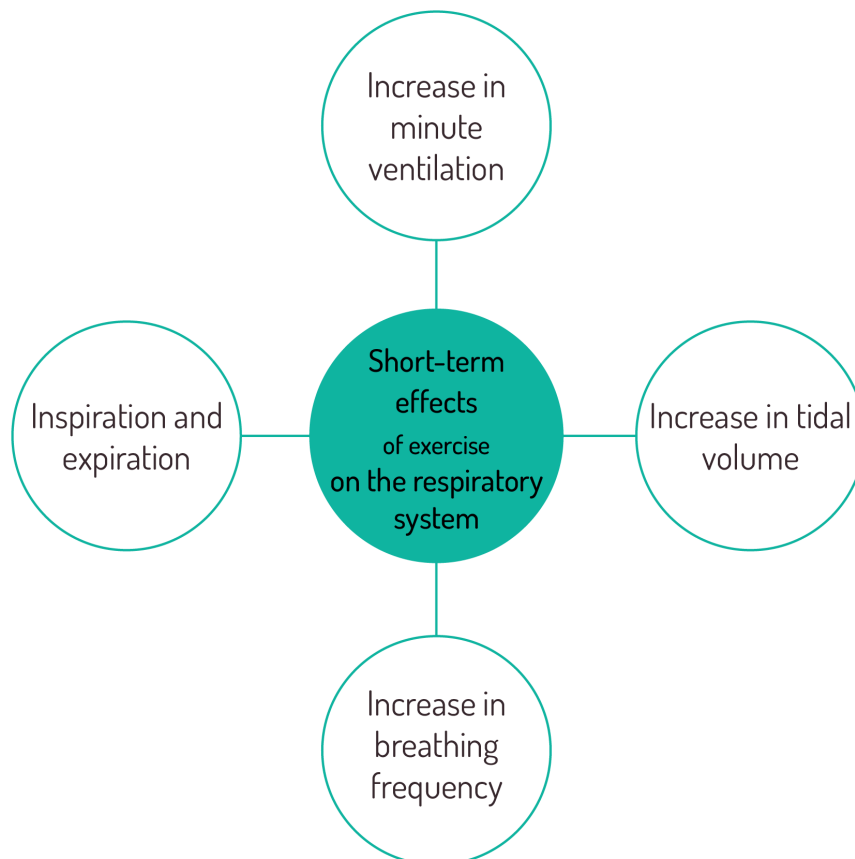 Increase in
minute
ventilation
Inspiration and
expiration
Short-term
effects
of exercise
on the respiratory
system
Increase in tidal
volume
Increase in
breathing
frequency